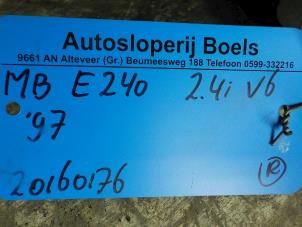 Autosloperij Boels
9661 AN Alteveer (Gr.) Beumeesweg 188 Telefoon 0599-332216
MB E240 2.4i V6
'97
20160176 R